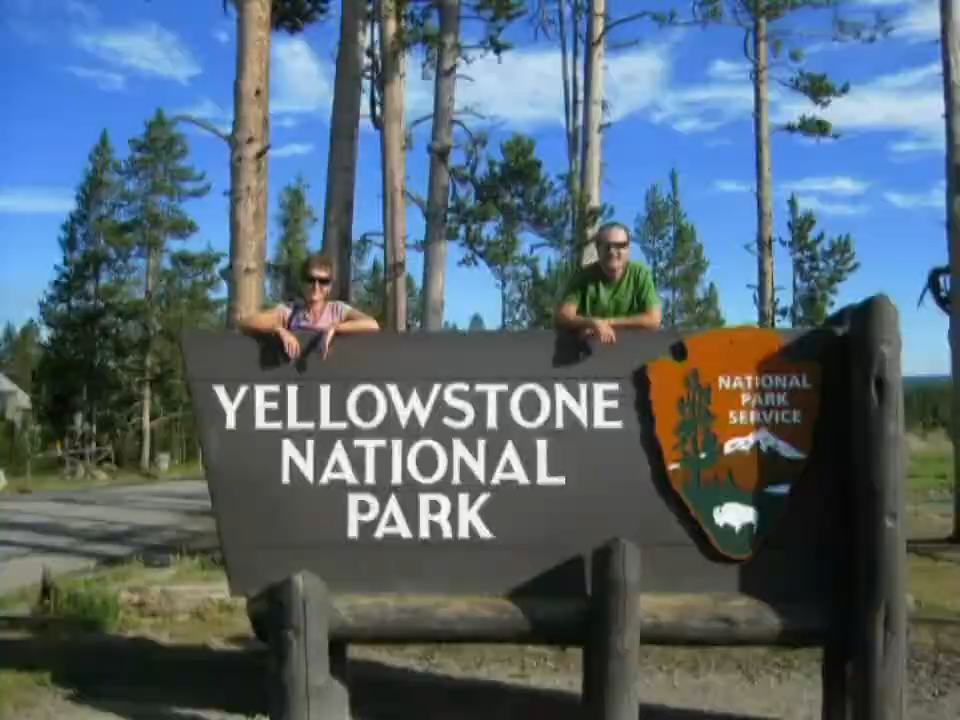 YELLOWSTONE
NATIONAL
PARK
NATIONAL
PARK
SERVICE